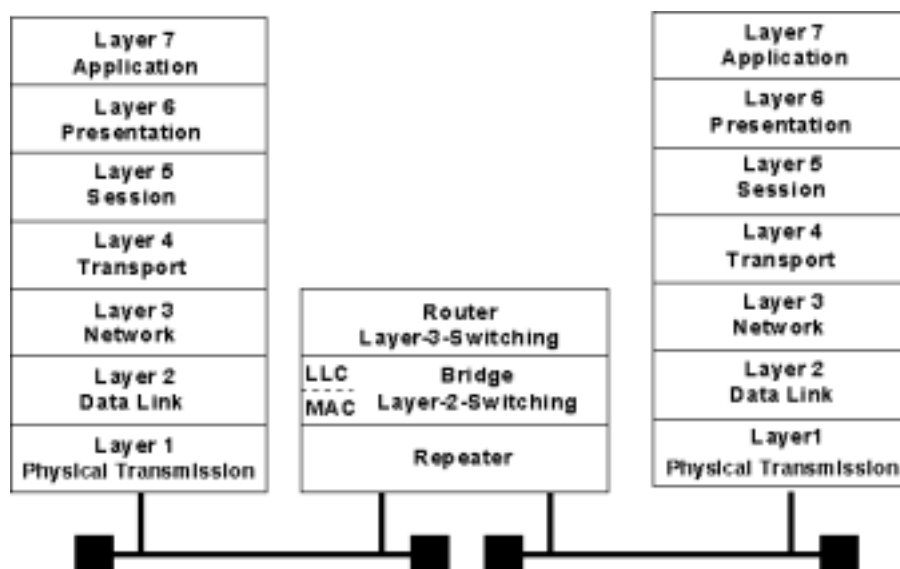 Layer 7
Application
Layer 6
Presentation
Layer 5
Session
Layer 4
Transport
Layer 3
Network
Layer 2
Data Link
Layer 1
Physical Transmission
Router
Layer-3-Switching
LLC
MAC
Bridge
Layer-2-Switching
Repeater
Layer 7
Application
Layer 6
Presentation
Layer 5
Session
Layer 4
Transport
Layer 3
Network
Layer 2
Data Link
Layer1
Physical Transmission